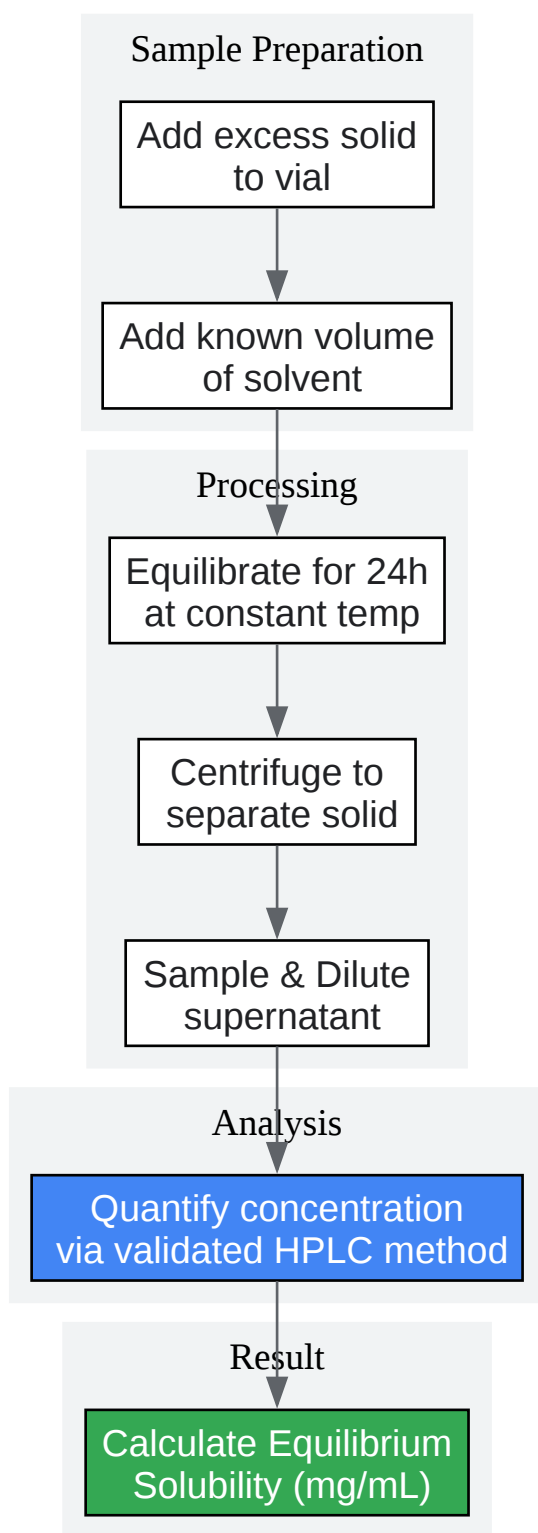 Sample Preparation
Add excess solid
to vial
Add known volume
of solvent
Processing
Equilibrate for 24h
at constant temp
Centrifuge to
separate solid
Sample & Dilute
supernatant
Analysis
Quantify concentration
via validated HPLC method
Result
Calculate Equilibrium
Solubility (mg/mL)